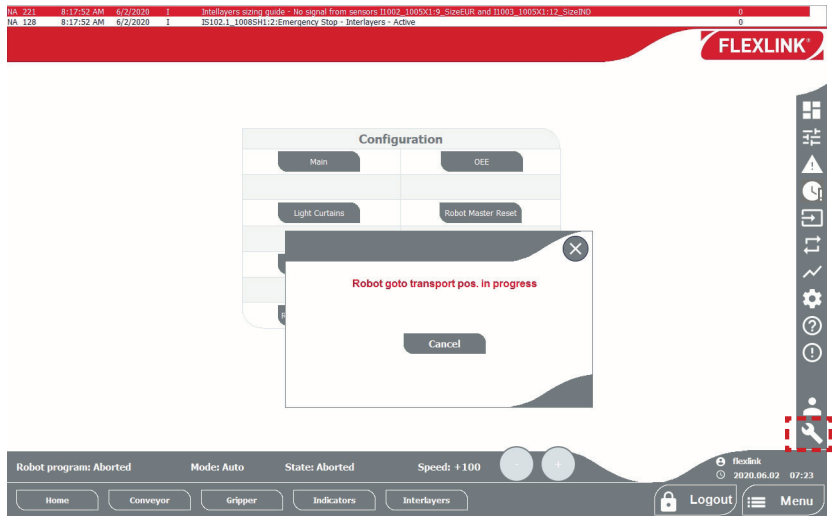 NA 221 8:17:52 AM 6/2/2020 I Intellayers sizing guide - No signal from sensors I1002_1005X1:9_SizeEUR and I1003_1005X1:12_SizeIND 0
NA 128 8:17:52 AM 6/2/2020 I IS102.1_1008SH1:2:Emergency Stop - Interlayers - Active 0
FLEXLINK®
Configuration
Main OEE
Light Curtains Robot Master Reset
Robot goto transport pos. in progress
Cancel
Robot program: Aborted Mode: Auto State: Aborted Speed: +100 - +
flexlink
2020.06.02 07:23
Home Conveyor Gripper Indicators Interlayers Logout Menu